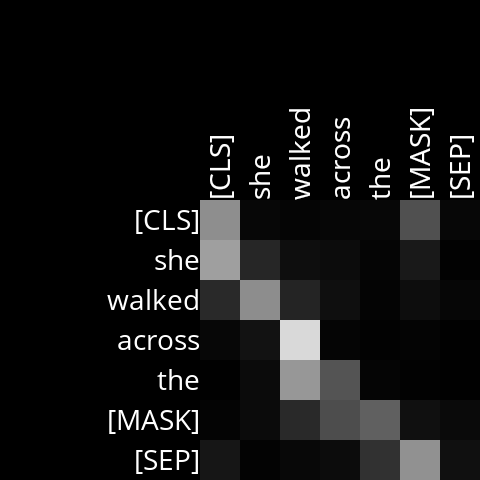 [CLS]
she
walked
across
the
[MASK]
[SEP]
[CLS]
she
walked
across
the
[MASK]
[SEP]